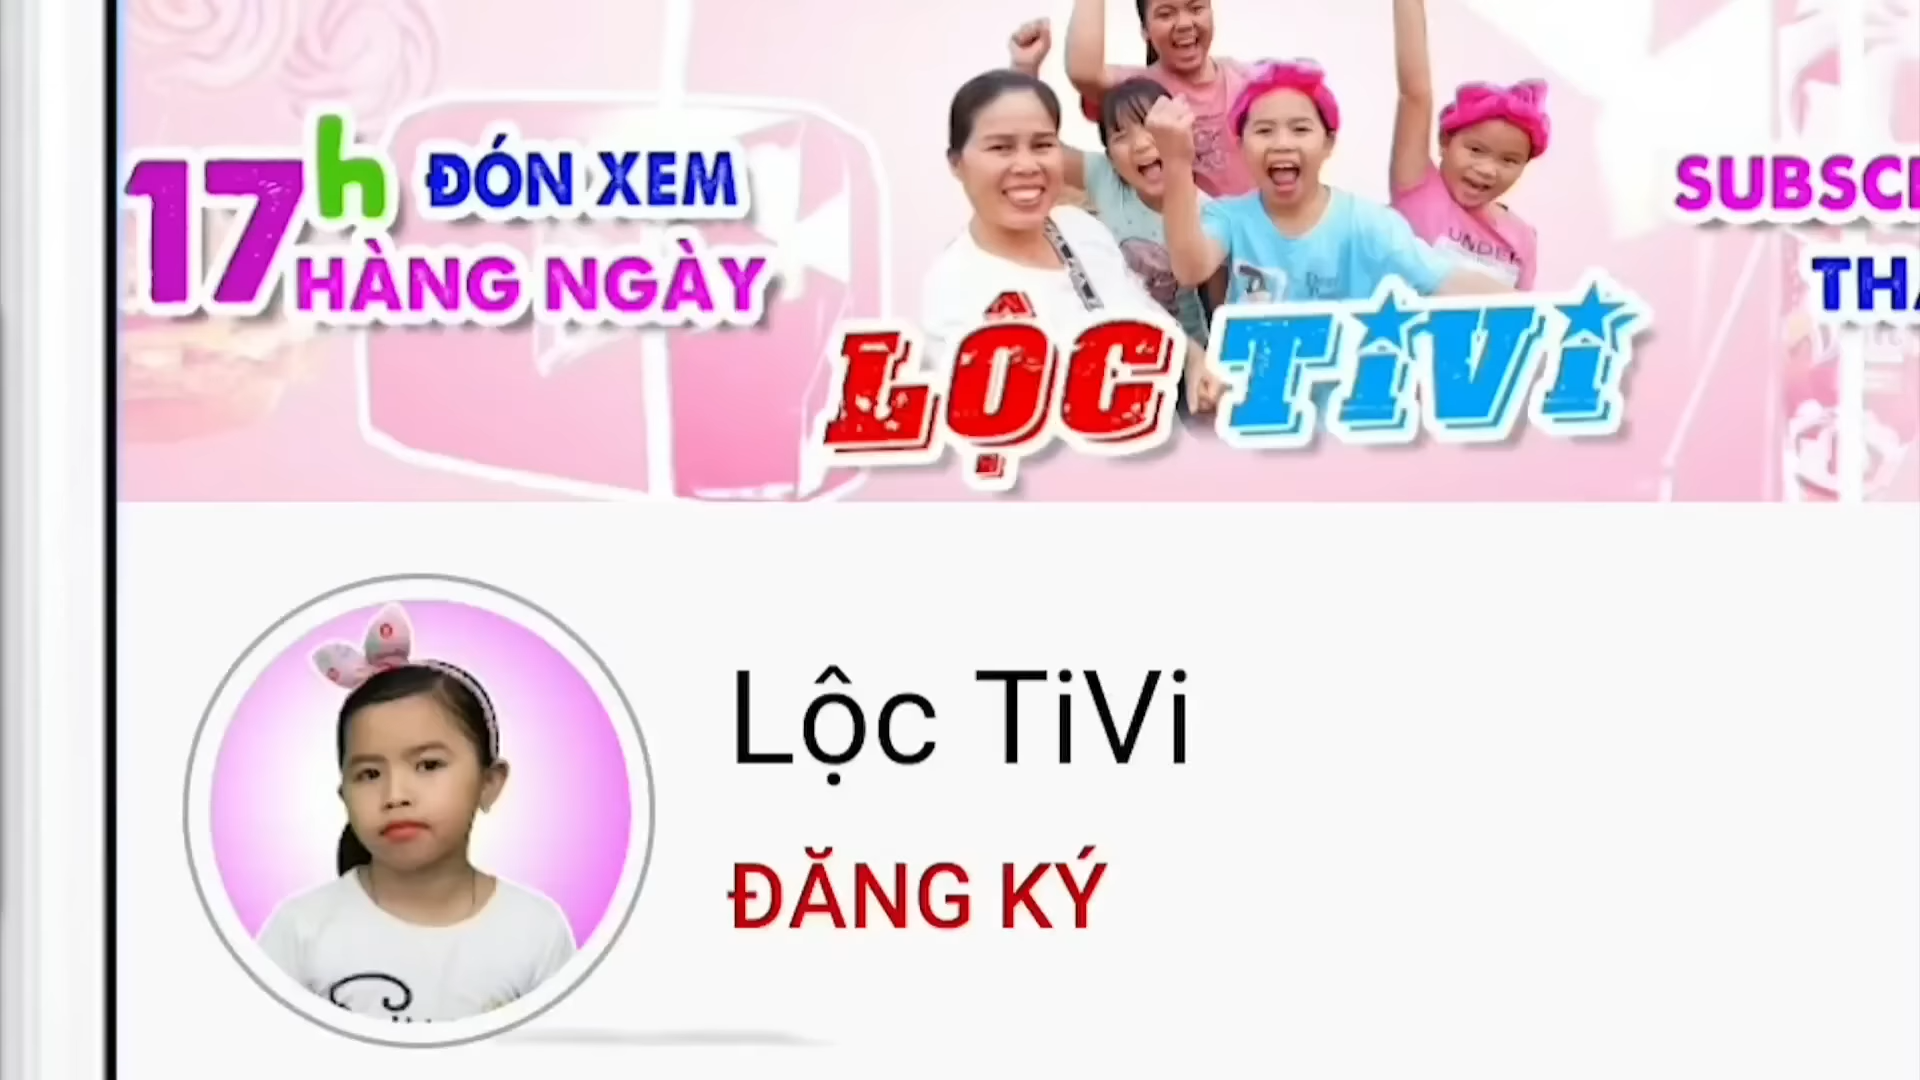 17h ĐÓN XEM
HÀNG NGÀY
LỘC TiVi
Lộc TiVi
ĐĂNG KÝ